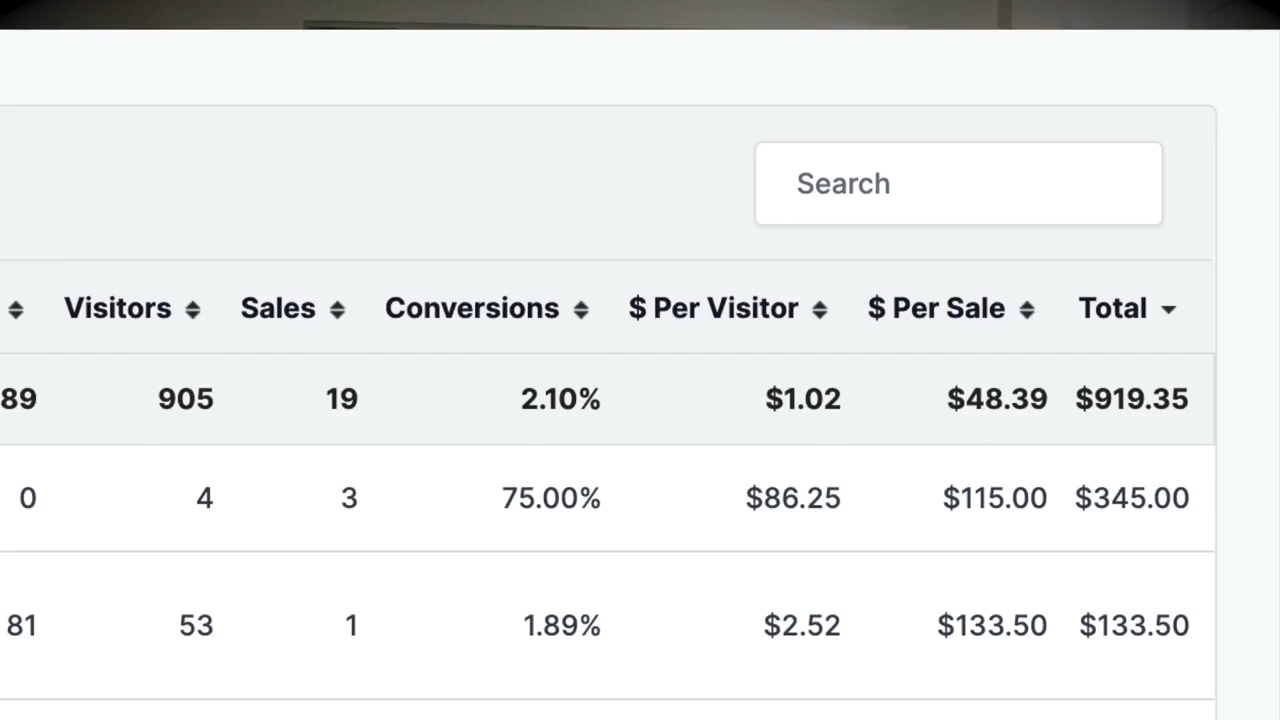 Search
Visitors Sales Conversions $ Per Visitor $ Per Sale Total
89 905 19 2.10% $1.02 $48.39 $919.35
0 4 3 75.00% $86.25 $115.00 $345.00
81 53 1 1.89% $2.52 $133.50 $133.50